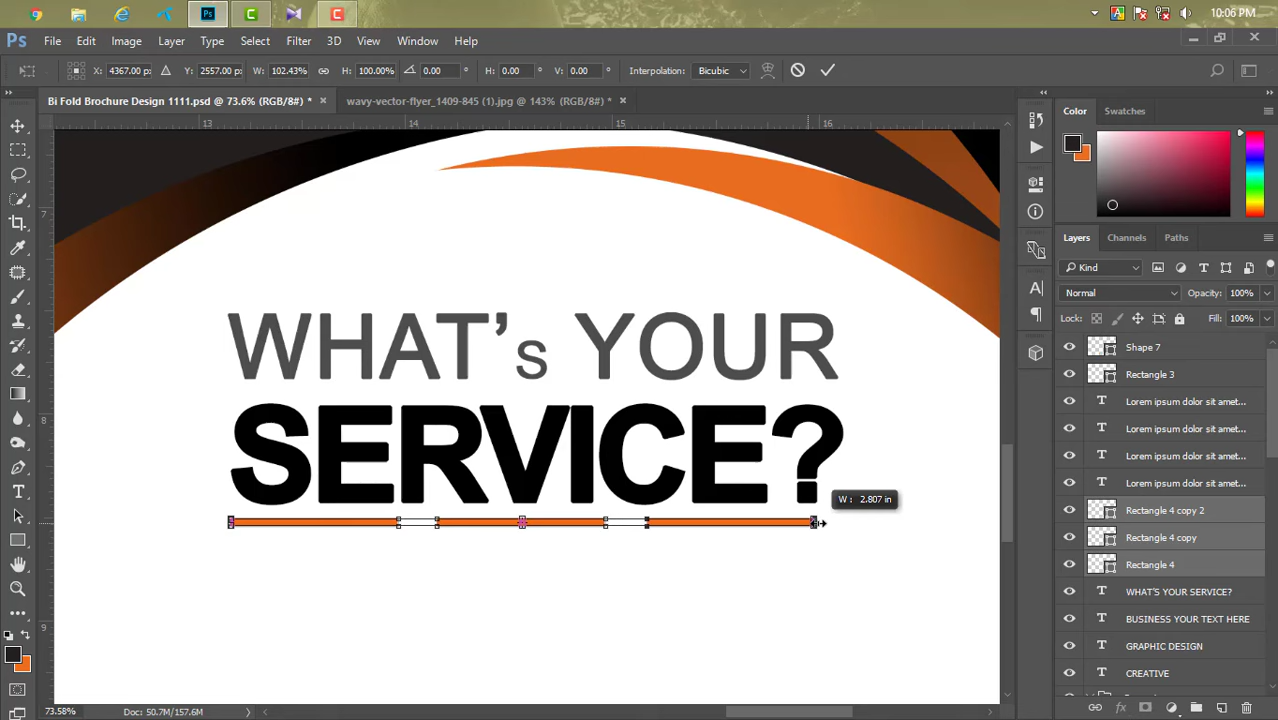 10:06 PM
Ps File Edit Image Layer Type Select Filter 3D View Window Help
X: 4367.00 px Y: 2557.00 px W: 102.43% H: 100.00% 0.00 ° H: 0.00 ° V: 0.00 ° Interpolation: Bicubic
Bi Fold Brochure Design 1111.psd @ 73.6% (RGB/8#) * × wavy-vector-flyer_1409-845 (1).jpg @ 143% (RGB/8#) * ×
Color Swatches
13 14 15 16
7
8
9
WHAT's YOUR
SERVICE?
W : 2.807 in
Layers Channels Paths
Kind
Normal Opacity: 100%
Lock: Fill: 100%
Shape 7
Rectangle 3
T Lorem ipsum dolor sit amet...
T Lorem ipsum dolor sit amet...
T Lorem ipsum dolor sit amet...
Rectangle 4 copy 2
Rectangle 4 copy
Rectangle 4
T WHAT'S YOUR SERVICE?
T BUSINESS YOUR TEXT HERE
T GRAPHIC DESIGN
T CREATIVE
73.58% Doc: 50.7M/157.6M